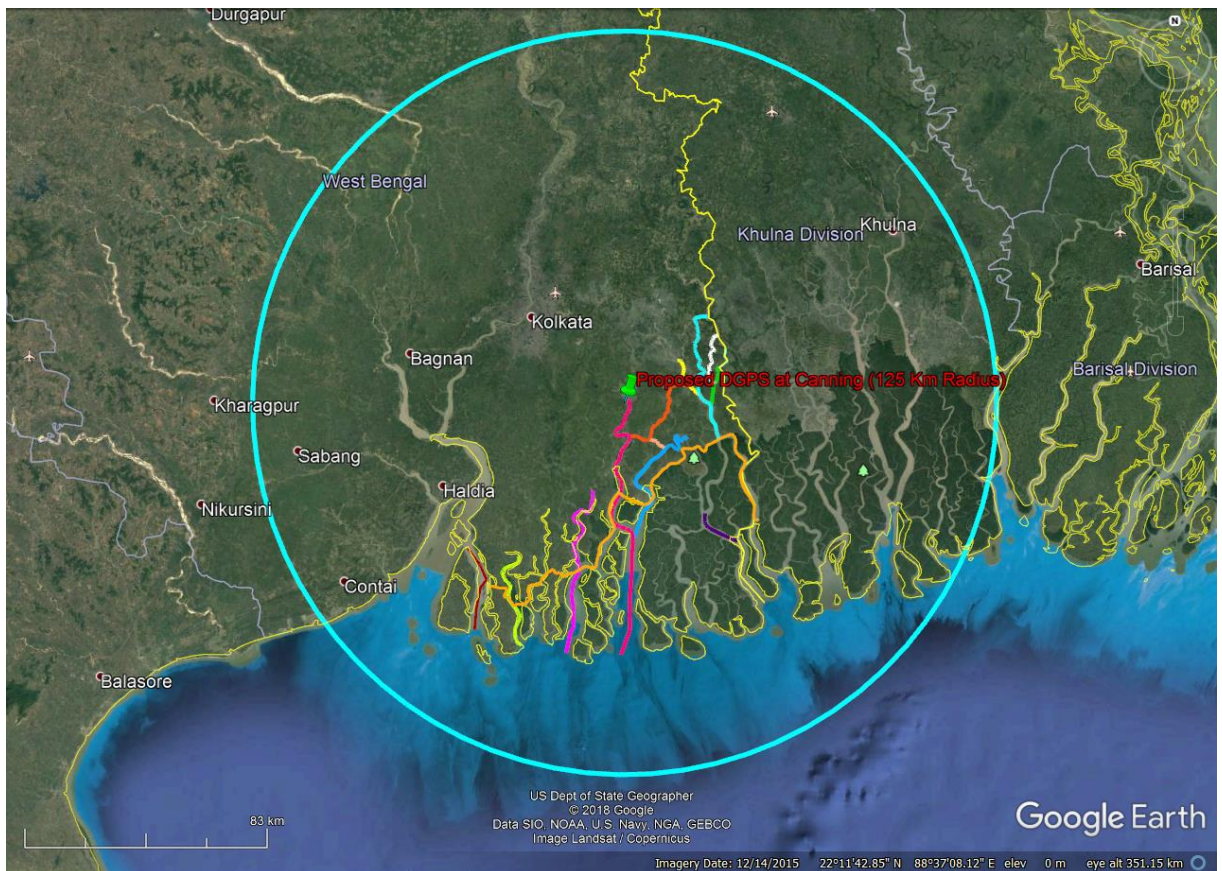 Durgapur
N
West Bengal
Khulna Division
Khulna
Barisal
Kolkata
Bagnan
Proposed DGPS at Canning (125 Km Radius)
Barisal Division
Kharagpur
Sabang
Haldia
Nikursini
Contai
Balasore
US Dept of State Geographer
© 2018 Google
Data SIO, NOAA, U.S. Navy, NGA, GEBCO
Image Landsat / Copernicus
83 km
Google Earth
Imagery Date: 12/14/2015 22°11'42.85" N 88°37'08.12" E elev 0 m eye alt 351.15 km